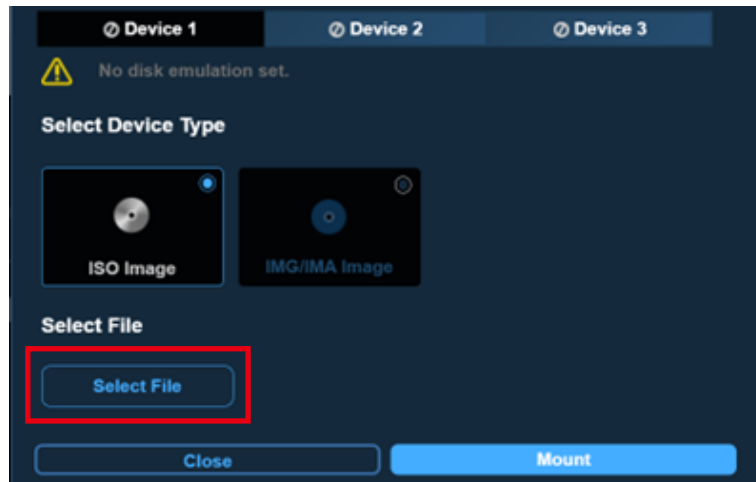 Device 1 Device 2 Device 3
No disk emulation set.
Select Device Type
ISO Image IMG/IMA Image
Select File
Select File
Close Mount